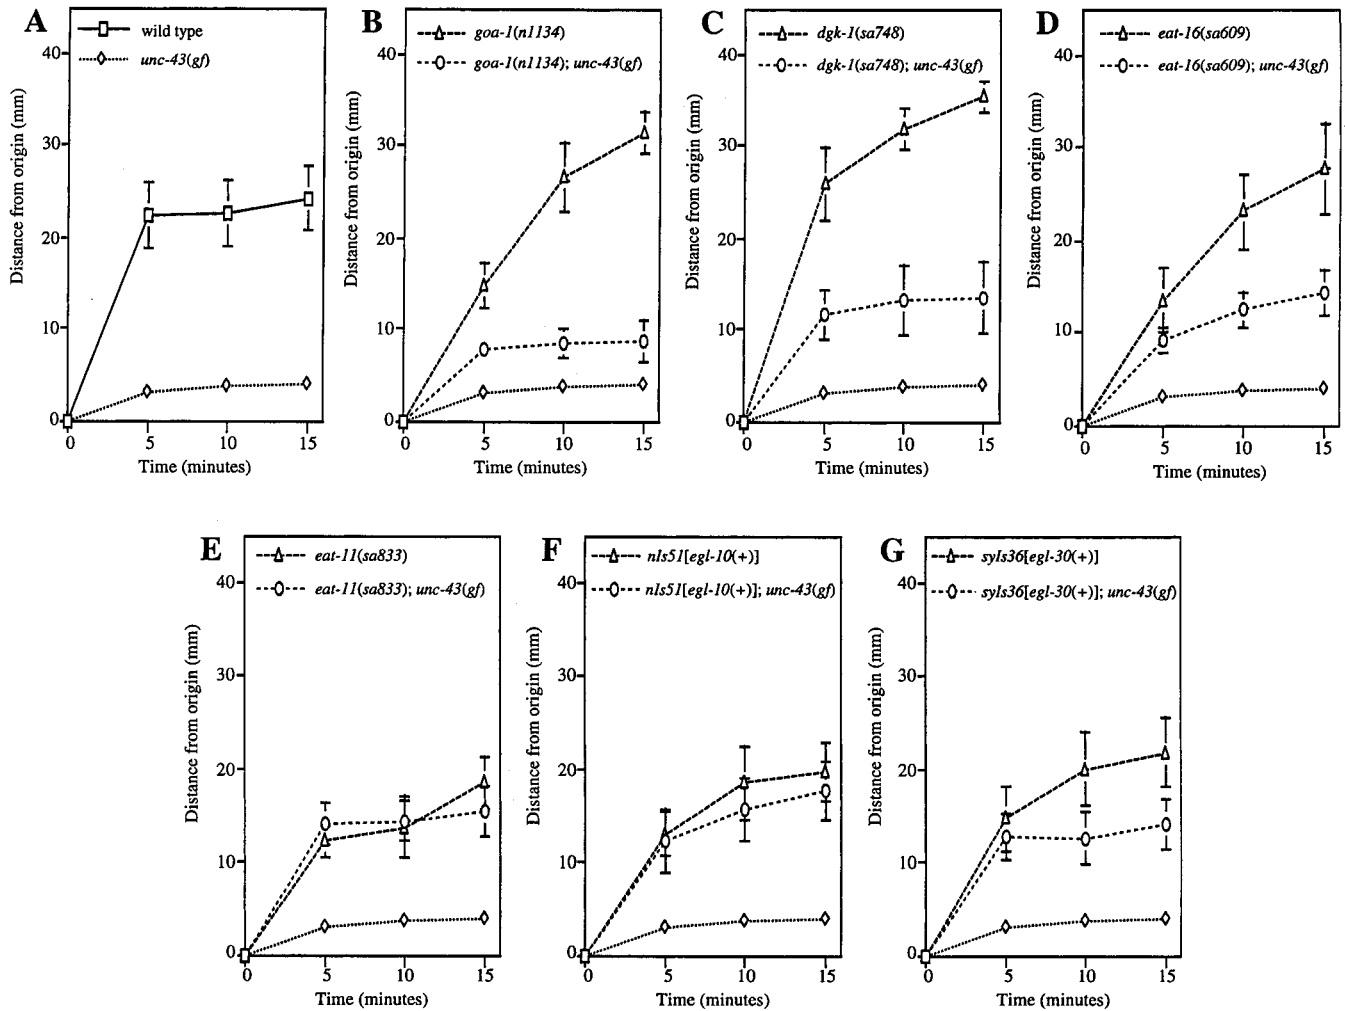 A
wild type
unc-43(gf)
Distance from origin (mm)
40
30
20
10
0
0 5 10 15
Time (minutes)
B
goa-1(n1134)
goa-1(n1134); unc-43(gf)
Distance from origin (mm)
40
30
20
10
0
0 5 10 15
Time (minutes)
C
dgk-1(sa748)
dgk-1(sa748); unc-43(gf)
Distance from origin (mm)
40
30
20
10
0
0 5 10 15
Time (minutes)
D
eat-16(sa609)
eat-16(sa609); unc-43(gf)
Distance from origin (mm)
40
30
20
10
0
0 5 10 15
Time (minutes)
E
eat-11(sa833)
eat-11(sa833); unc-43(gf)
Distance from origin (mm)
40
30
20
10
0
0 5 10 15
Time (minutes)
F
nIs51[egl-10(+)]
nIs51[egl-10(+)]; unc-43(gf)
Distance from origin (mm)
40
30
20
10
0
0 5 10 15
Time (minutes)
G
syIs36[egl-30(+)]
syIs36[egl-30(+)]; unc-43(gf)
Distance from origin (mm)
40
30
20
10
0
0 5 10 15
Time (minutes)